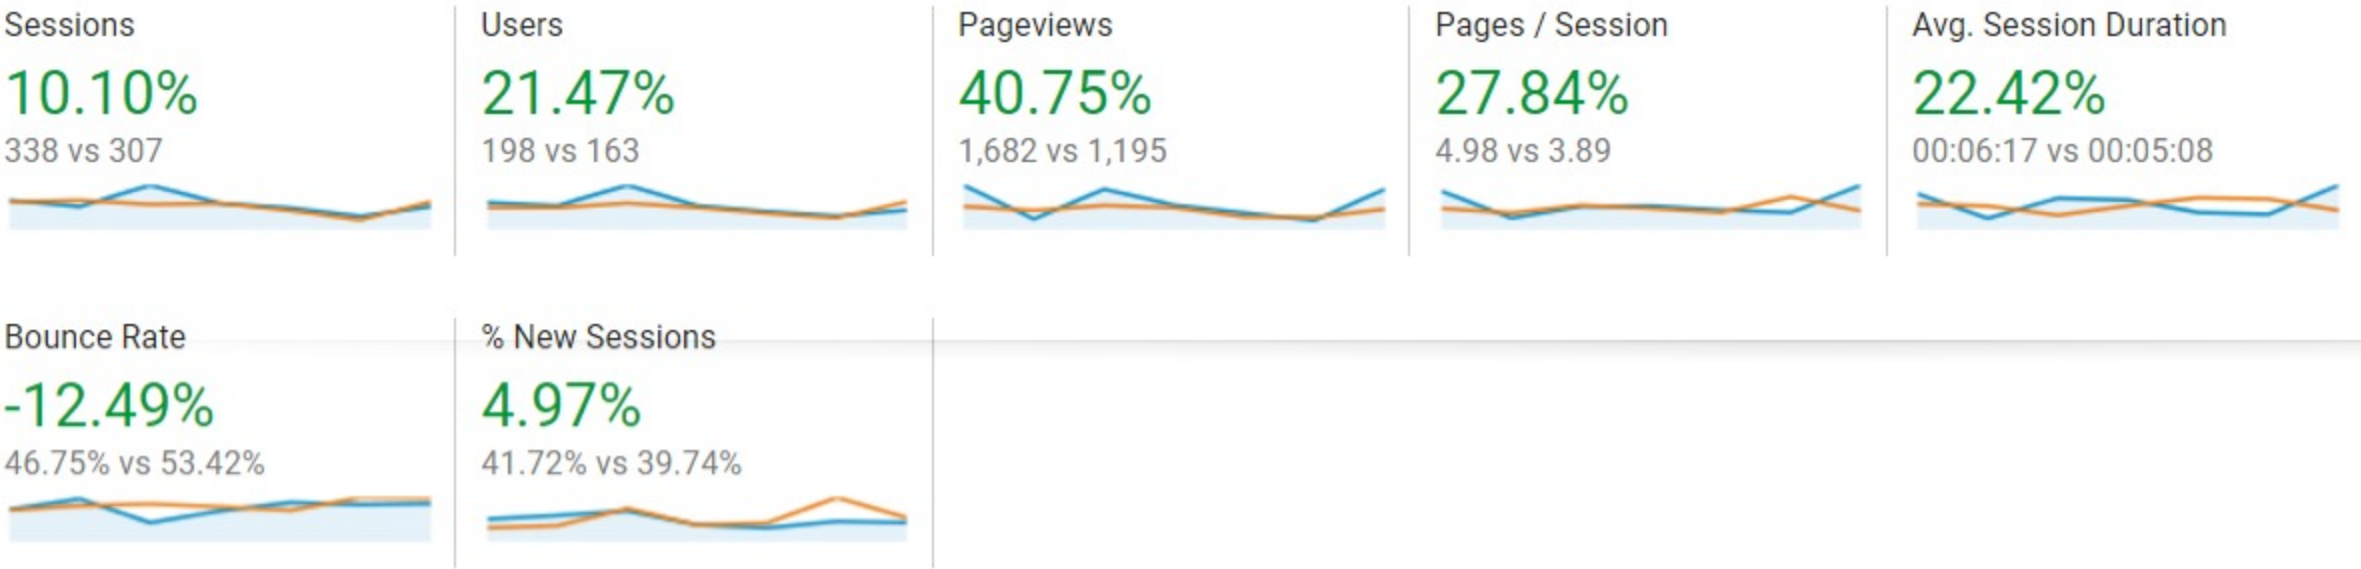 Sessions
10.10%
338 vs 307
Users
21.47%
198 vs 163
Pageviews
40.75%
1,682 vs 1,195
Pages / Session
27.84%
4.98 vs 3.89
Avg. Session Duration
22.42%
00:06:17 vs 00:05:08
Bounce Rate
-12.49%
46.75% vs 53.42%
% New Sessions
4.97%
41.72% vs 39.74%